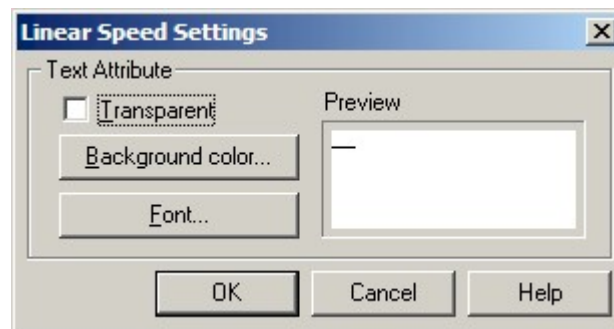 Linear Speed Settings
Text Attribute
Transparent
Preview
Background color...
Font...
OK Cancel Help